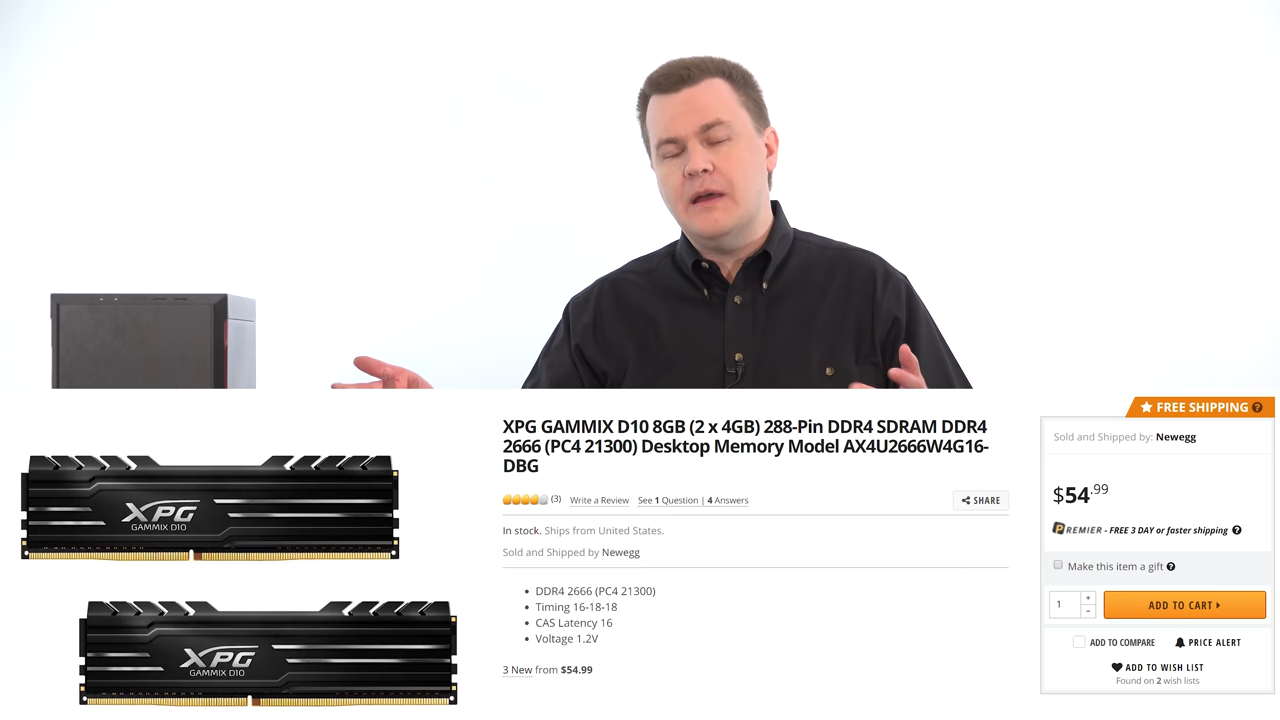 FREE SHIPPING ?
XPG GAMMIX D10 8GB (2 x 4GB) 288-Pin DDR4 SDRAM DDR4
2666 (PC4 21300) Desktop Memory Model AX4U2666W4G16-
DBG
(3) Write a Review See 1 Question | 4 Answers
SHARE
In stock. Ships from United States.
Sold and Shipped by Newegg
• DDR4 2666 (PC4 21300)
• Timing 16-18-18
• CAS Latency 16
• Voltage 1.2V
3 New from $54.99
Sold and Shipped by: Newegg
$54.99
PREMIER - FREE 3 DAY or faster shipping ?
Make this item a gift ?
1 + -
ADD TO CART
ADD TO COMPARE
PRICE ALERT
ADD TO WISH LIST
Found on 2 wish lists
XPG
GAMMIX D10
XPG
GAMMIX D10